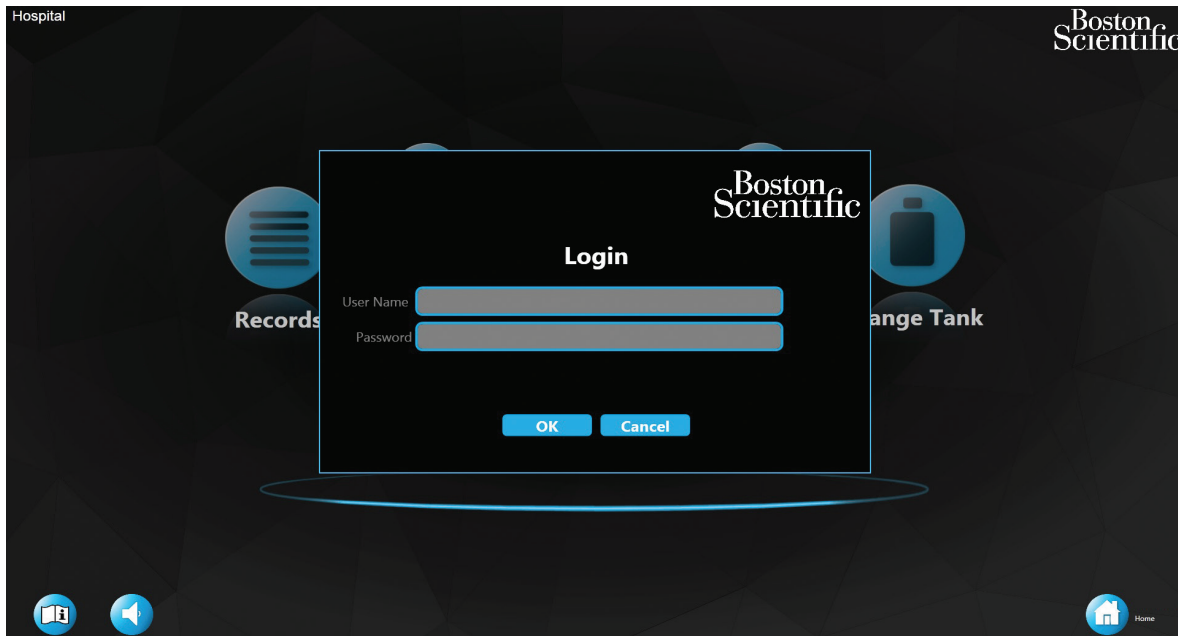 Hospital
Boston
Scientific
Boston
Scientific
Login
User Name
Password
Records
ange Tank
OK
Cancel
i
Home